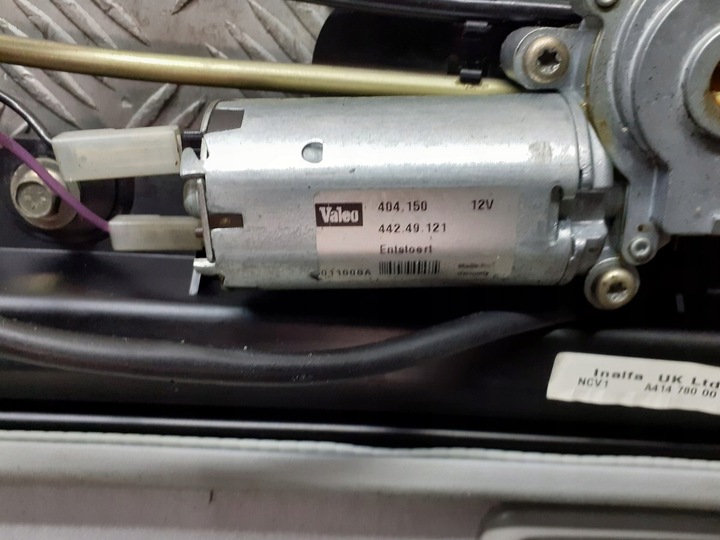 Valeo
404.150 12V
442.49.121
Entstoert
Inalfa UK Ltd
NCV1 A414 780 00